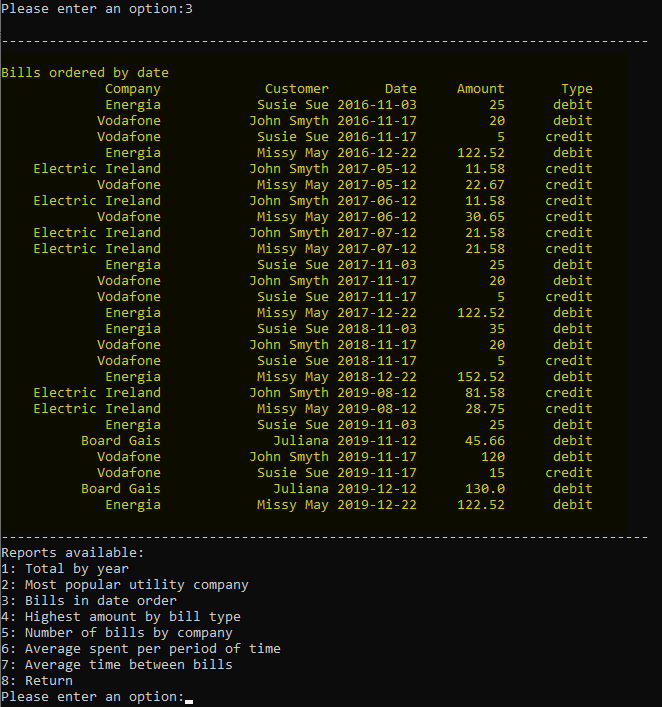 Please enter an option:3
---------------------------------------------------------------------------------
Bills ordered by date
Company Customer Date Amount Type
Energia Susie Sue 2016-11-03 25 debit
Vodafone John Smyth 2016-11-17 20 debit
Vodafone Susie Sue 2016-11-17 5 credit
Energia Missy May 2016-12-22 122.52 debit
Electric Ireland John Smyth 2017-05-12 11.58 credit
Vodafone Missy May 2017-05-12 22.67 credit
Electric Ireland John Smyth 2017-06-12 11.58 credit
Vodafone Missy May 2017-06-12 30.65 credit
Electric Ireland John Smyth 2017-07-12 21.58 credit
Electric Ireland Missy May 2017-07-12 21.58 credit
Energia Susie Sue 2017-11-03 25 debit
Vodafone John Smyth 2017-11-17 20 debit
Vodafone Susie Sue 2017-11-17 5 credit
Energia Missy May 2017-12-22 122.52 debit
Energia Susie Sue 2018-11-03 35 debit
Vodafone John Smyth 2018-11-17 20 debit
Vodafone Susie Sue 2018-11-17 5 credit
Energia Missy May 2018-12-22 152.52 debit
Electric Ireland John Smyth 2019-08-12 81.58 credit
Electric Ireland Missy May 2019-08-12 28.75 credit
Energia Susie Sue 2019-11-03 25 debit
Board Gais Juliana 2019-11-12 45.66 debit
Vodafone John Smyth 2019-11-17 120 debit
Vodafone Susie Sue 2019-11-17 15 credit
Board Gais Juliana 2019-12-12 130.0 debit
Energia Missy May 2019-12-22 122.52 debit
---------------------------------------------------------------------------------
Reports available:
1: Total by year
2: Most popular utility company
3: Bills in date order
4: Highest amount by bill type
5: Number of bills by company
6: Average spent per period of time
7: Average time between bills
8: Return
Please enter an option: